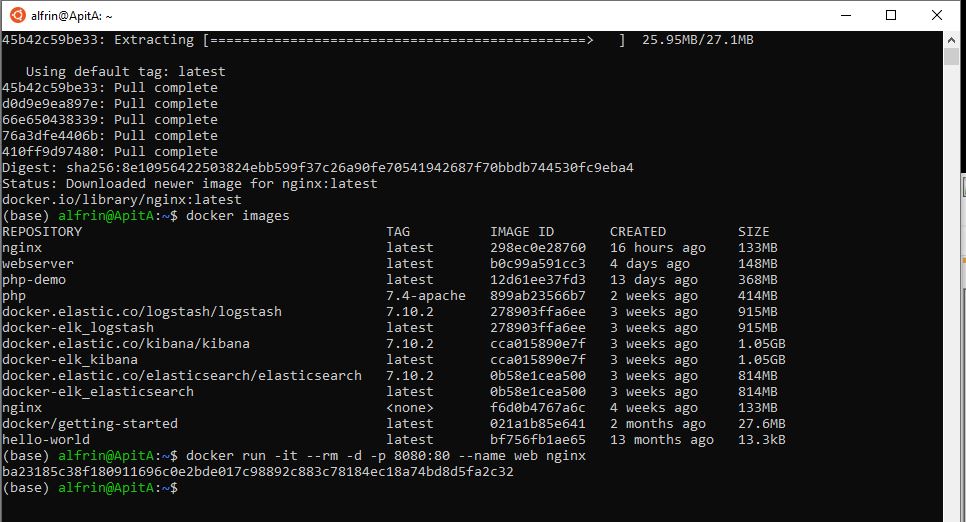 alfrin@ApitA: ~
45b42c59be33: Extracting [===============================================>   ]  25.95MB/27.1MB
Using default tag: latest
45b42c59be33: Pull complete
d0d9e9ea897e: Pull complete
66e650438339: Pull complete
76a3dfe4406b: Pull complete
410ff9d97480: Pull complete
Digest: sha256:8e10956422503824ebb599f37c26a90fe70541942687f70bbdb744530fc9eba4
Status: Downloaded newer image for nginx:latest
docker.io/library/nginx:latest
(base) alfrin@ApitA:~$ docker images
REPOSITORY TAG IMAGE ID CREATED SIZE
nginx latest 298ec0e28760 16 hours ago 133MB
webserver latest b0c99a591cc3 4 days ago 148MB
php-demo latest 12d61ee37fd3 13 days ago 368MB
php 7.4-apache 899ab23566b7 2 weeks ago 414MB
docker.elastic.co/logstash/logstash 7.10.2 278903ffa6ee 3 weeks ago 915MB
docker-elk_logstash latest 278903ffa6ee 3 weeks ago 915MB
docker.elastic.co/kibana/kibana 7.10.2 cca015890e7f 3 weeks ago 1.05GB
docker-elk_kibana latest cca015890e7f 3 weeks ago 1.05GB
docker.elastic.co/elasticsearch/elasticsearch 7.10.2 0b58e1cea500 3 weeks ago 814MB
docker-elk_elasticsearch latest 0b58e1cea500 3 weeks ago 814MB
nginx <none> f6d0b4767a6c 4 weeks ago 133MB
docker/getting-started latest 021a1b85e641 2 months ago 27.6MB
hello-world latest bf756fb1ae65 13 months ago 13.3kB
(base) alfrin@ApitA:~$ docker run -it --rm -d -p 8080:80 --name web nginx
ba23185c38f180911696c0e2bde017c98892c883c78184ec18a74bd8d5fa2c32
(base) alfrin@ApitA:~$